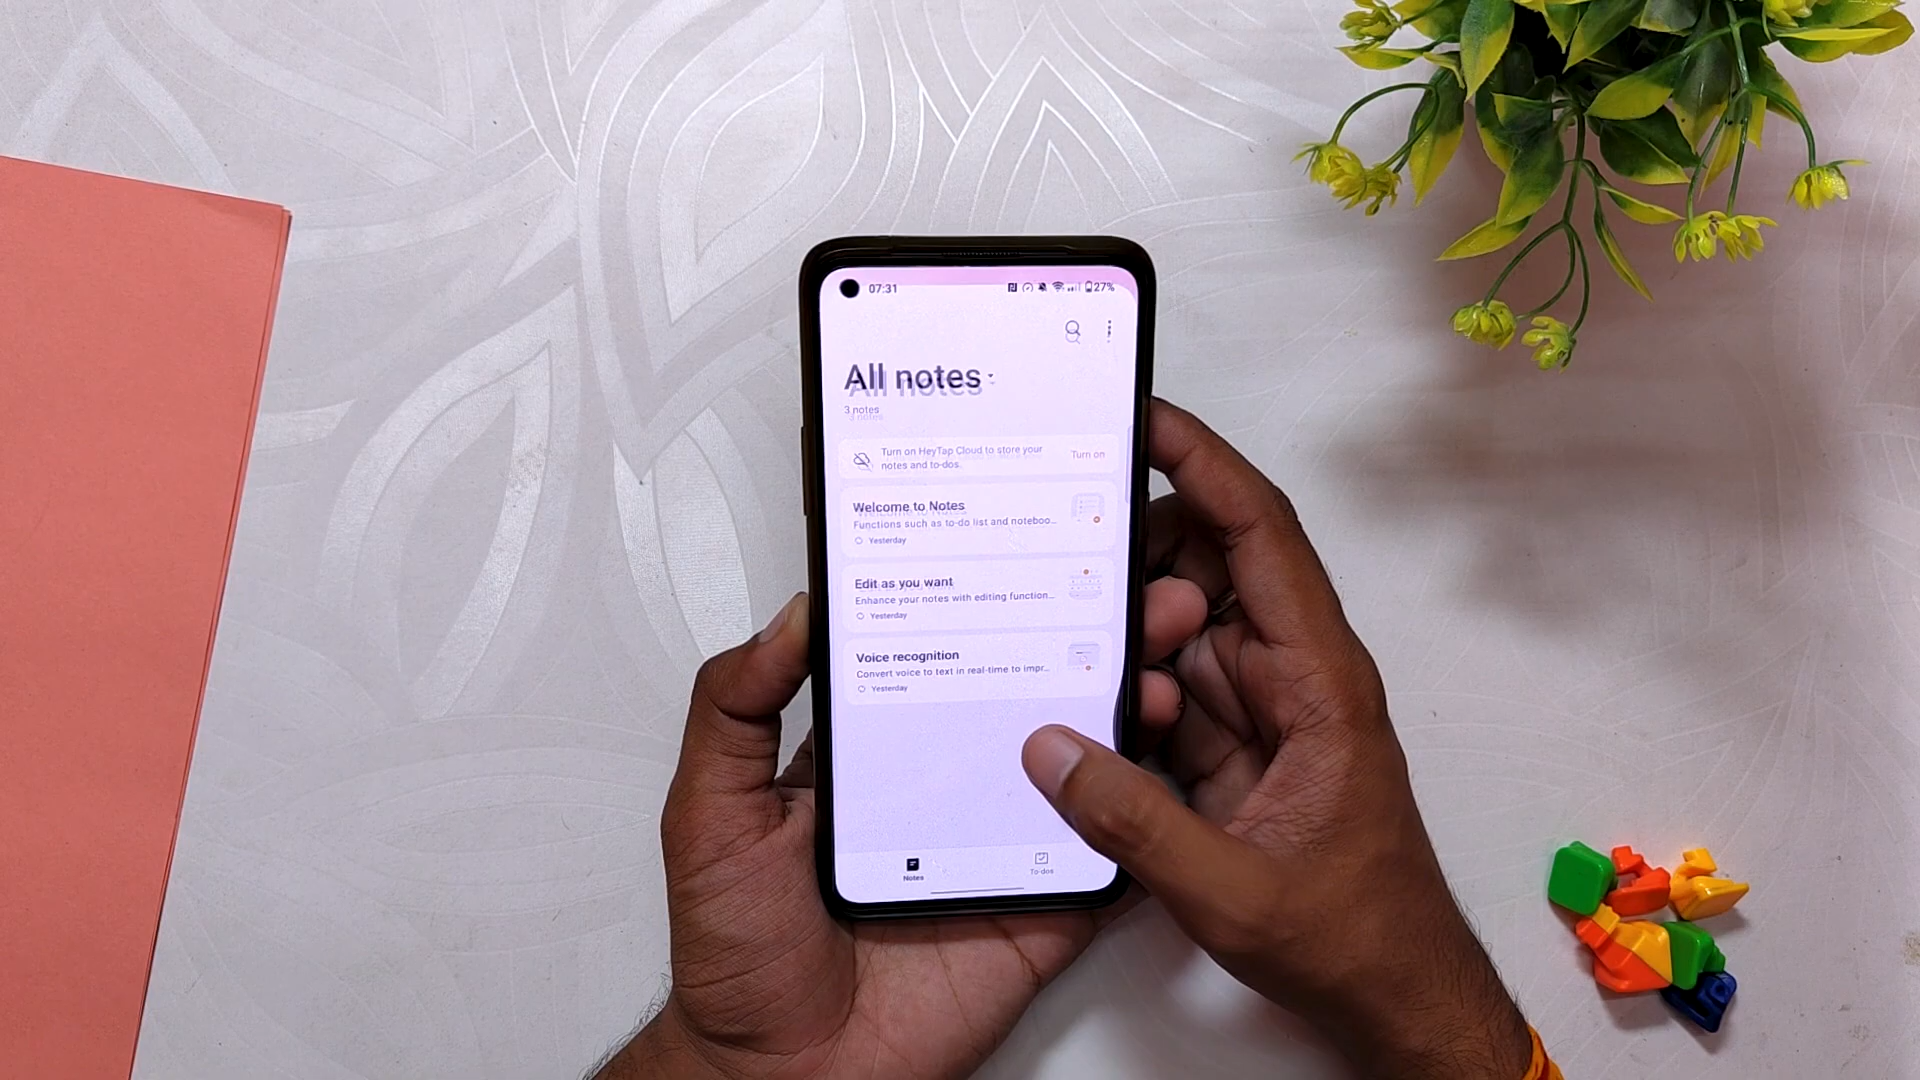 07:31
27%
All notes
3 notes
Turn on HeyTap Cloud to store your
notes and to-dos.
Turn on
Welcome to Notes
Functions such as to-do list and noteboo...
Yesterday
Edit as you want
Enhance your notes with editing function...
Yesterday
Voice recognition
Convert voice to text in real-time to impr...
Yesterday
Notes
To-dos